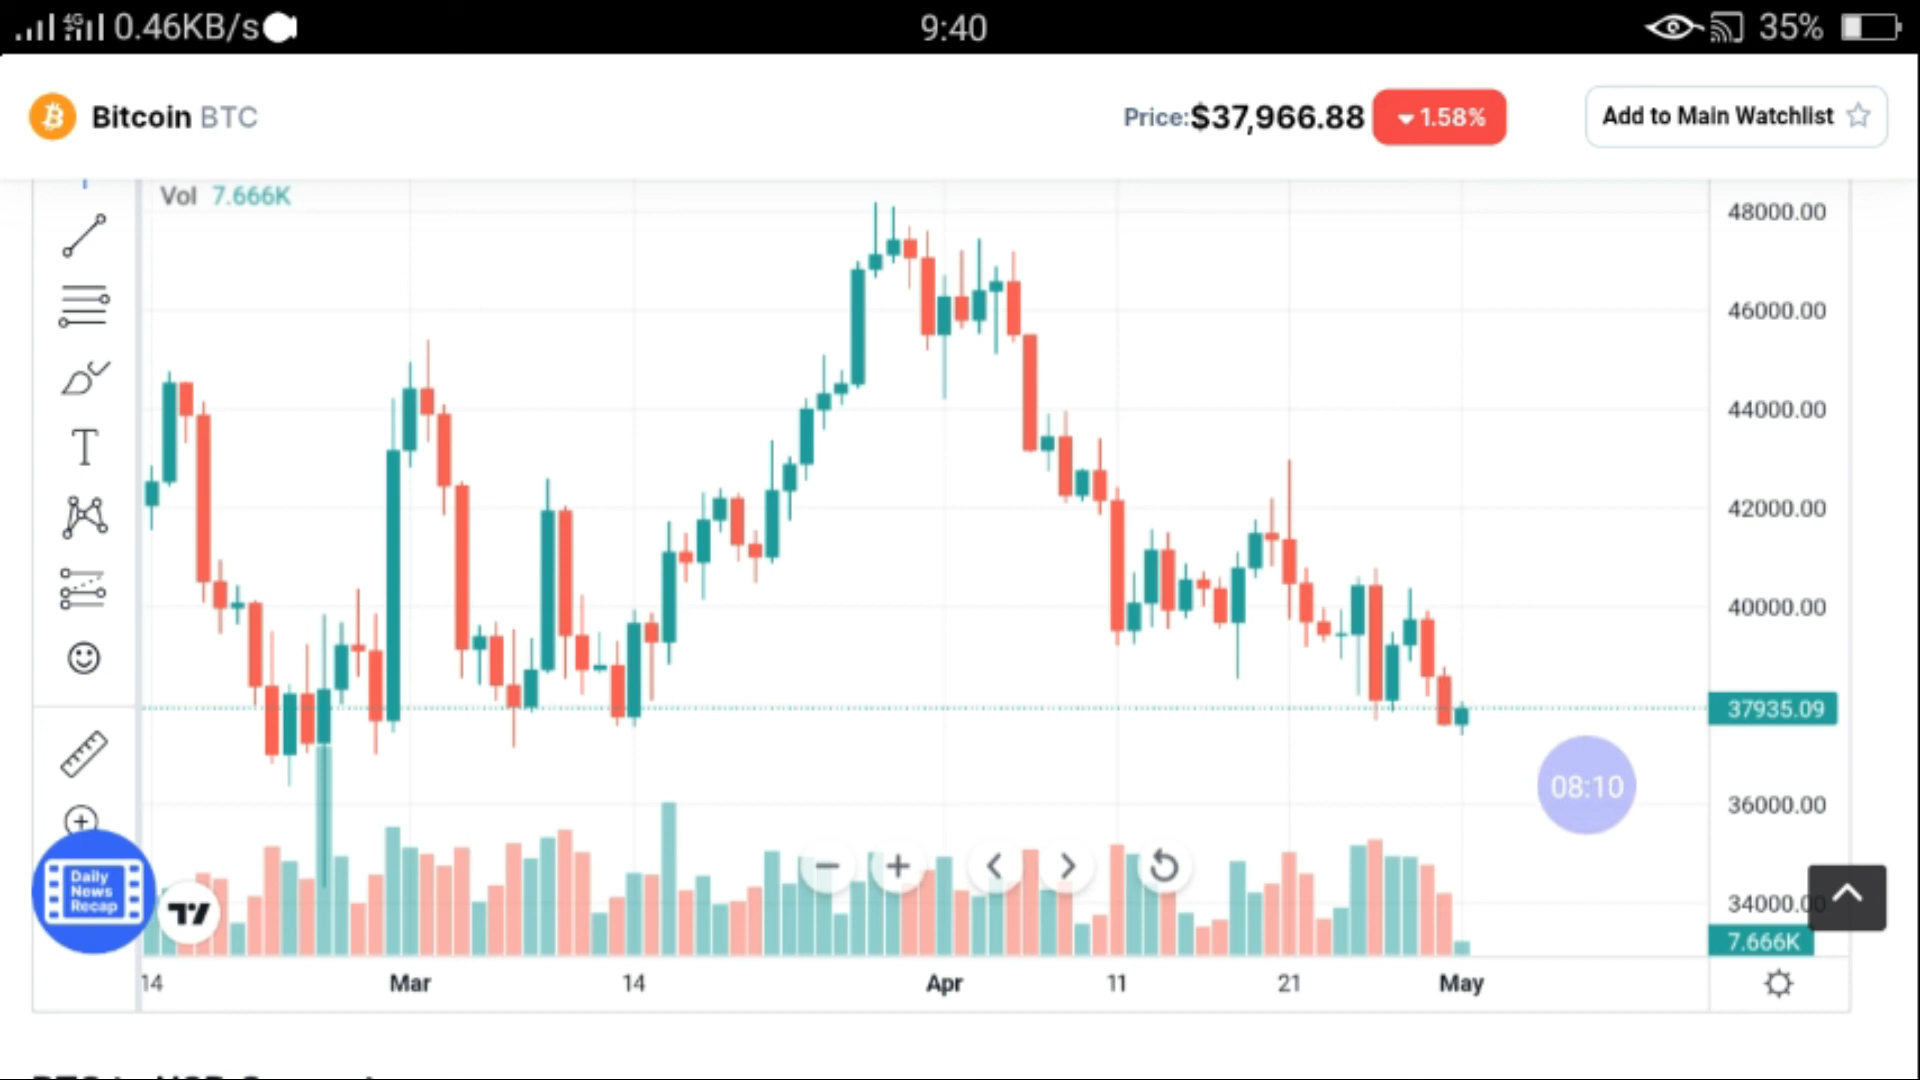 4G 0.46KB/s 9:40 35%
Bitcoin BTC Price:$37,966.88 1.58% Add to Main Watchlist
Vol 7.666K
48000.00
46000.00
44000.00
42000.00
40000.00
37935.09
08:10
36000.00
Daily
News
Recap
34000.00
7.666K
14 Mar 14 Apr 11 21 May